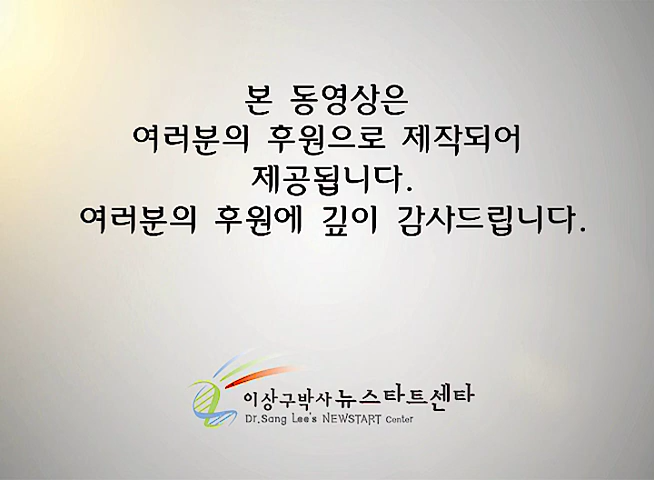 본 동영상은
여러분의 후원으로 제작되어
제공됩니다.
여러분의 후원에 깊이 감사드립니다.
이상구박사 뉴스타트센타
Dr.Sang Lee's NEWSTART Center